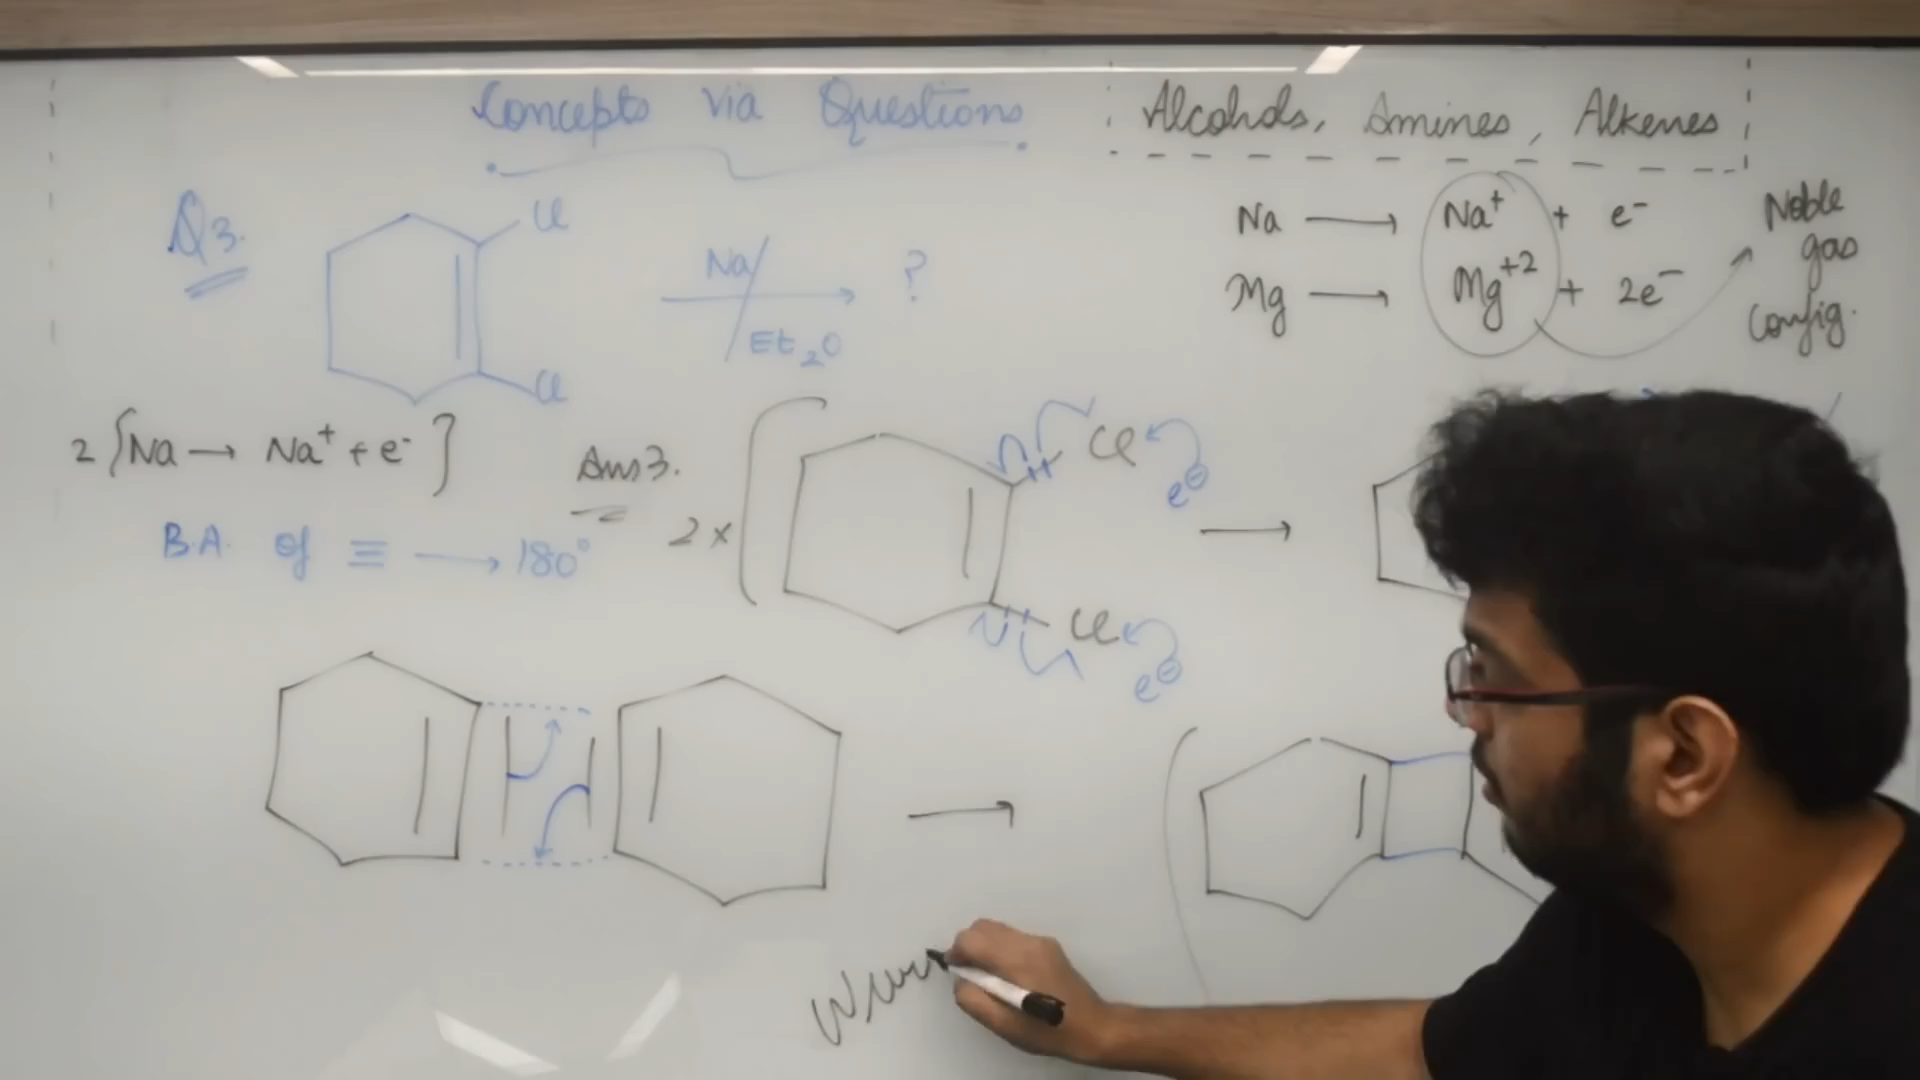 Concepts via Questions
Alcohols, Amines, Alkenes
Q3.
Cl
Cl
Na/Et₂O
?
Na → Na⁺ + e⁻
Mg → Mg⁺² + 2e⁻
Noble
gas
Config.
2[Na → Na⁺ + e⁻]
B.A. of ≡ → 180°
Ans3.
2×
Cl
e⊖
Cl
e⊖
→
→